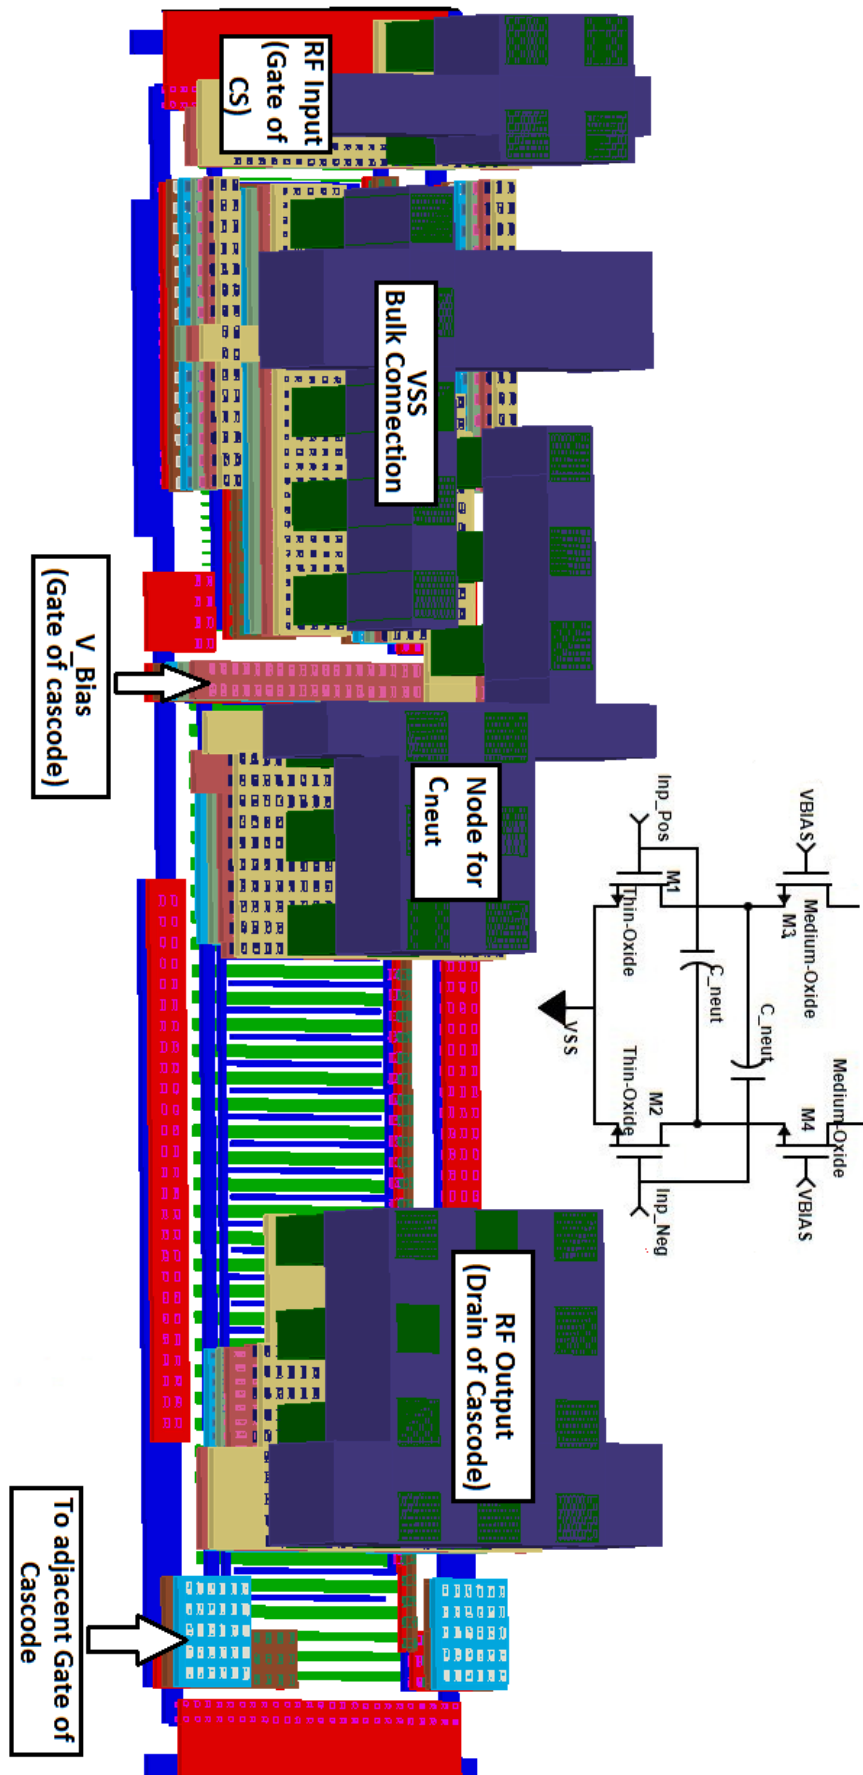 RF Input
(Gate of
CS)
VSS
Bulk Connection
V_Bias
(Gate of cascode)
Node for
Cneut
RF Output
(Drain of Cascode)
To adjacent Gate of
Cascode
VBIAS
Medium-Oxide
M3
Medium-Oxide
M4
VBIAS
Inp_Pos
M1
Thin-Oxide
C_neut
C_neut
M2
Thin-Oxide
Inp_Neg
VSS